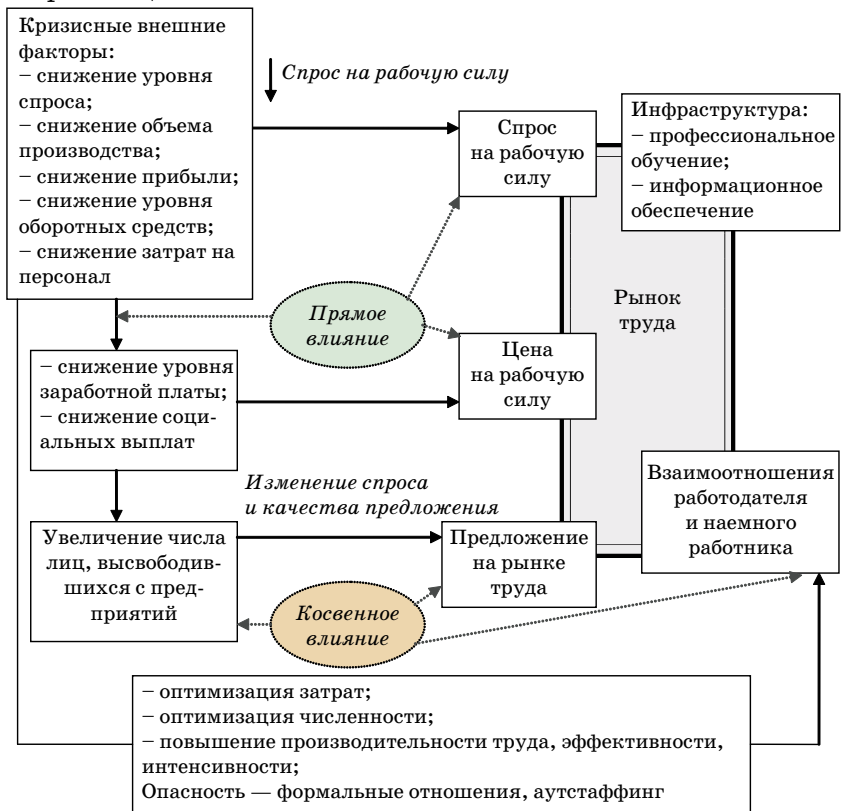 Кризисные внешние
факторы:
– снижение уровня
спроса;
– снижение объема
производства;
– снижение прибыли;
– снижение уровня
оборотных средств;
– снижение затрат на
персонал
Спрос на рабочую силу
Спрос
на рабочую
силу
Инфраструктура:
– профессиональное
обучение;
– информационное
обеспечение
Прямое
влияние
Рынок
труда
– снижение уровня
заработной платы;
– снижение соци-
альных выплат
Цена
на рабочую
силу
Изменение спроса
и качества предложения
Взаимоотношения
работодателя
и наемного
работника
Увеличение числа
лиц, высвободив-
шихся с пред-
приятий
Предложение
на рынке
труда
Косвенное
влияние
– оптимизация затрат;
– оптимизация численности;
– повышение производительности труда, эффективности,
интенсивности;
Опасность — формальные отношения, аутстаффинг